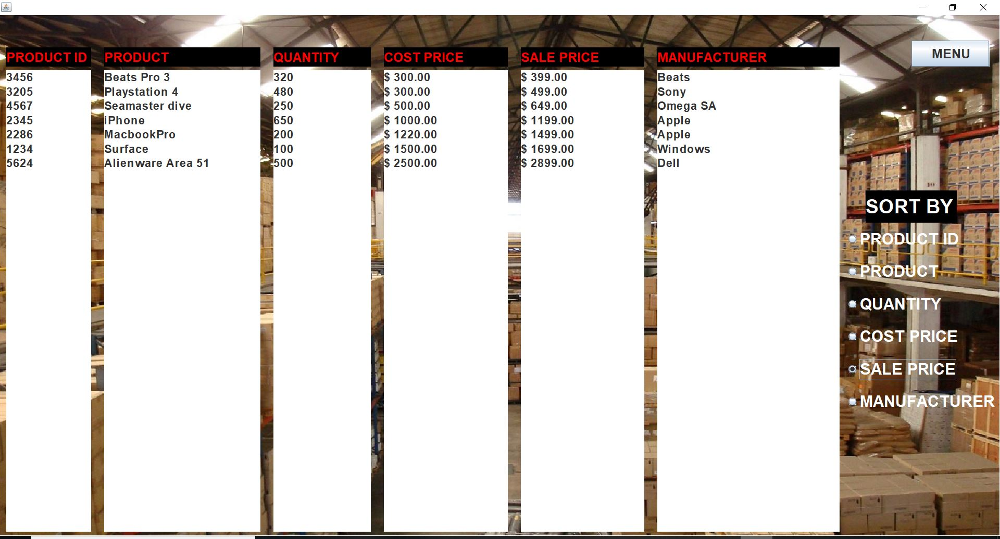 MENU
PRODUCT ID PRODUCT QUANTITY COST PRICE SALE PRICE MANUFACTURER
3456 Beats Pro 3 320 $ 300.00 $ 399.00 Beats
3205 Playstation 4 480 $ 300.00 $ 499.00 Sony
4567 Seamaster dive 250 $ 500.00 $ 649.00 Omega SA
2345 iPhone 650 $ 1000.00 $ 1199.00 Apple
2286 MacbookPro 200 $ 1220.00 $ 1499.00 Apple
1234 Surface 100 $ 1500.00 $ 1699.00 Windows
5624 Alienware Area 51 500 $ 2500.00 $ 2899.00 Dell
SORT BY
PRODUCT ID
PRODUCT
QUANTITY
COST PRICE
SALE PRICE
MANUFACTURER